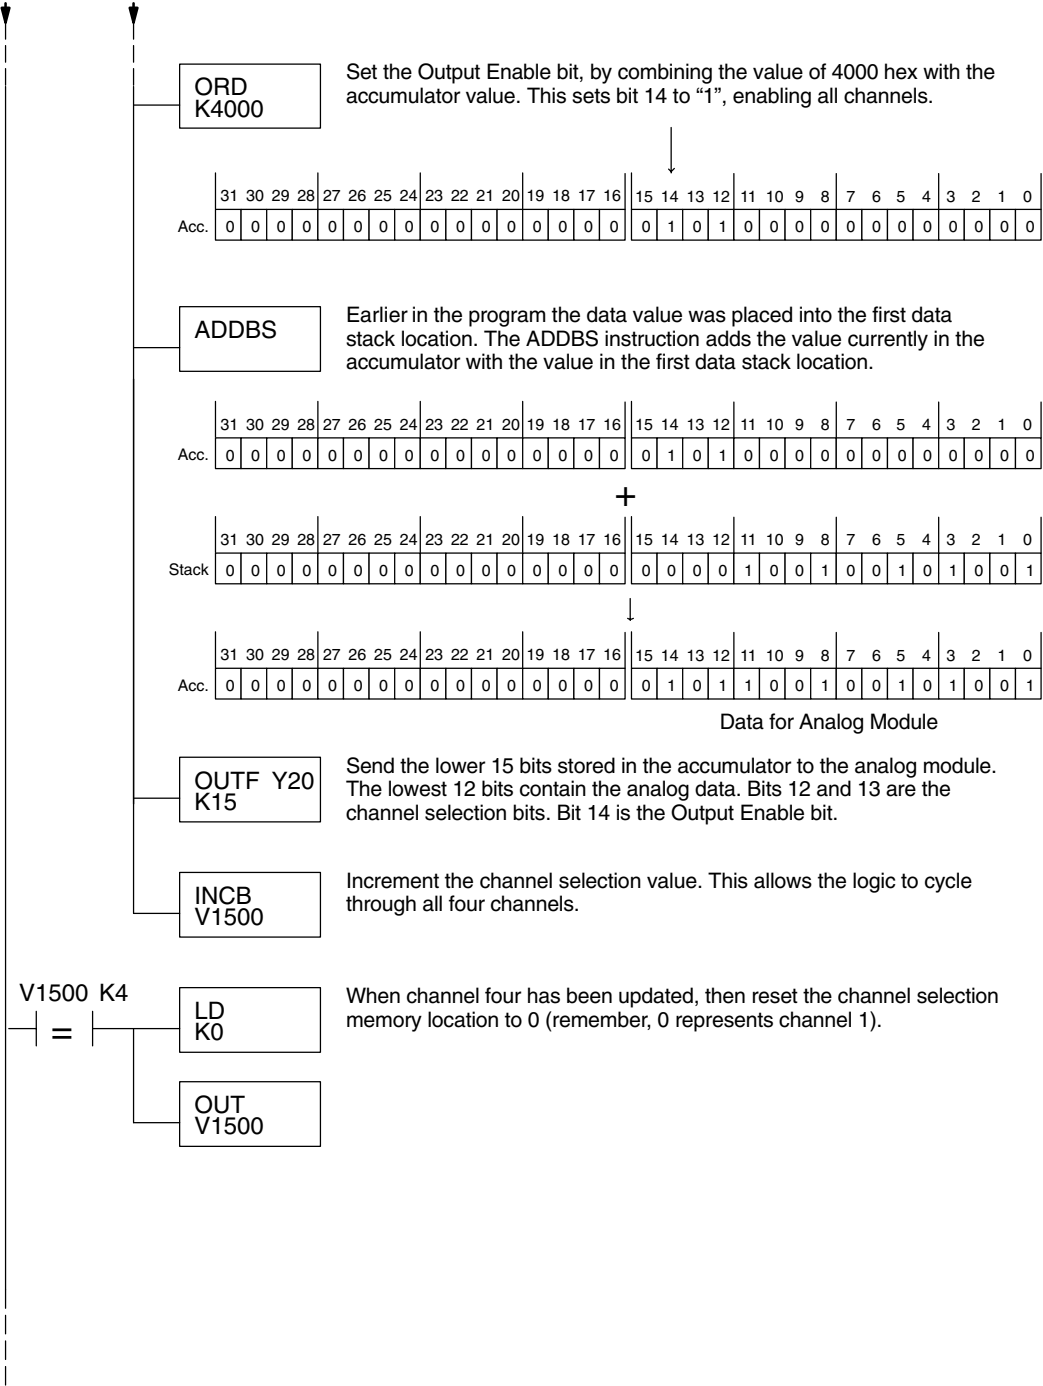 ORD
K4000
Set the Output Enable bit, by combining the value of 4000 hex with the
accumulator value. This sets bit 14 to “1”, enabling all channels.
31 30 29 28 27 26 25 24 23 22 21 20 19 18 17 16 15 14 13 12 11 10 9 8 7 6 5 4 3 2 1 0
Acc. 0 0 0 0 0 0 0 0 0 0 0 0 0 0 0 0 0 1 0 1 0 0 0 0 0 0 0 0 0 0 0 0
ADDBS
Earlier in the program the data value was placed into the first data
stack location. The ADDBS instruction adds the value currently in the
accumulator with the value in the first data stack location.
31 30 29 28 27 26 25 24 23 22 21 20 19 18 17 16 15 14 13 12 11 10 9 8 7 6 5 4 3 2 1 0
Acc. 0 0 0 0 0 0 0 0 0 0 0 0 0 0 0 0 0 1 0 1 0 0 0 0 0 0 0 0 0 0 0 0
+
31 30 29 28 27 26 25 24 23 22 21 20 19 18 17 16 15 14 13 12 11 10 9 8 7 6 5 4 3 2 1 0
Stack 0 0 0 0 0 0 0 0 0 0 0 0 0 0 0 0 0 0 0 0 1 0 0 1 0 0 1 0 1 0 0 1
31 30 29 28 27 26 25 24 23 22 21 20 19 18 17 16 15 14 13 12 11 10 9 8 7 6 5 4 3 2 1 0
Acc. 0 0 0 0 0 0 0 0 0 0 0 0 0 0 0 0 0 1 0 1 1 0 0 1 0 0 1 0 1 0 0 1
Data for Analog Module
OUTF Y20
K15
Send the lower 15 bits stored in the accumulator to the analog module.
The lowest 12 bits contain the analog data. Bits 12 and 13 are the
channel selection bits. Bit 14 is the Output Enable bit.
INCB
V1500
Increment the channel selection value. This allows the logic to cycle
through all four channels.
V1500 K4
=
LD
K0
When channel four has been updated, then reset the channel selection
memory location to 0 (remember, 0 represents channel 1).
OUT
V1500